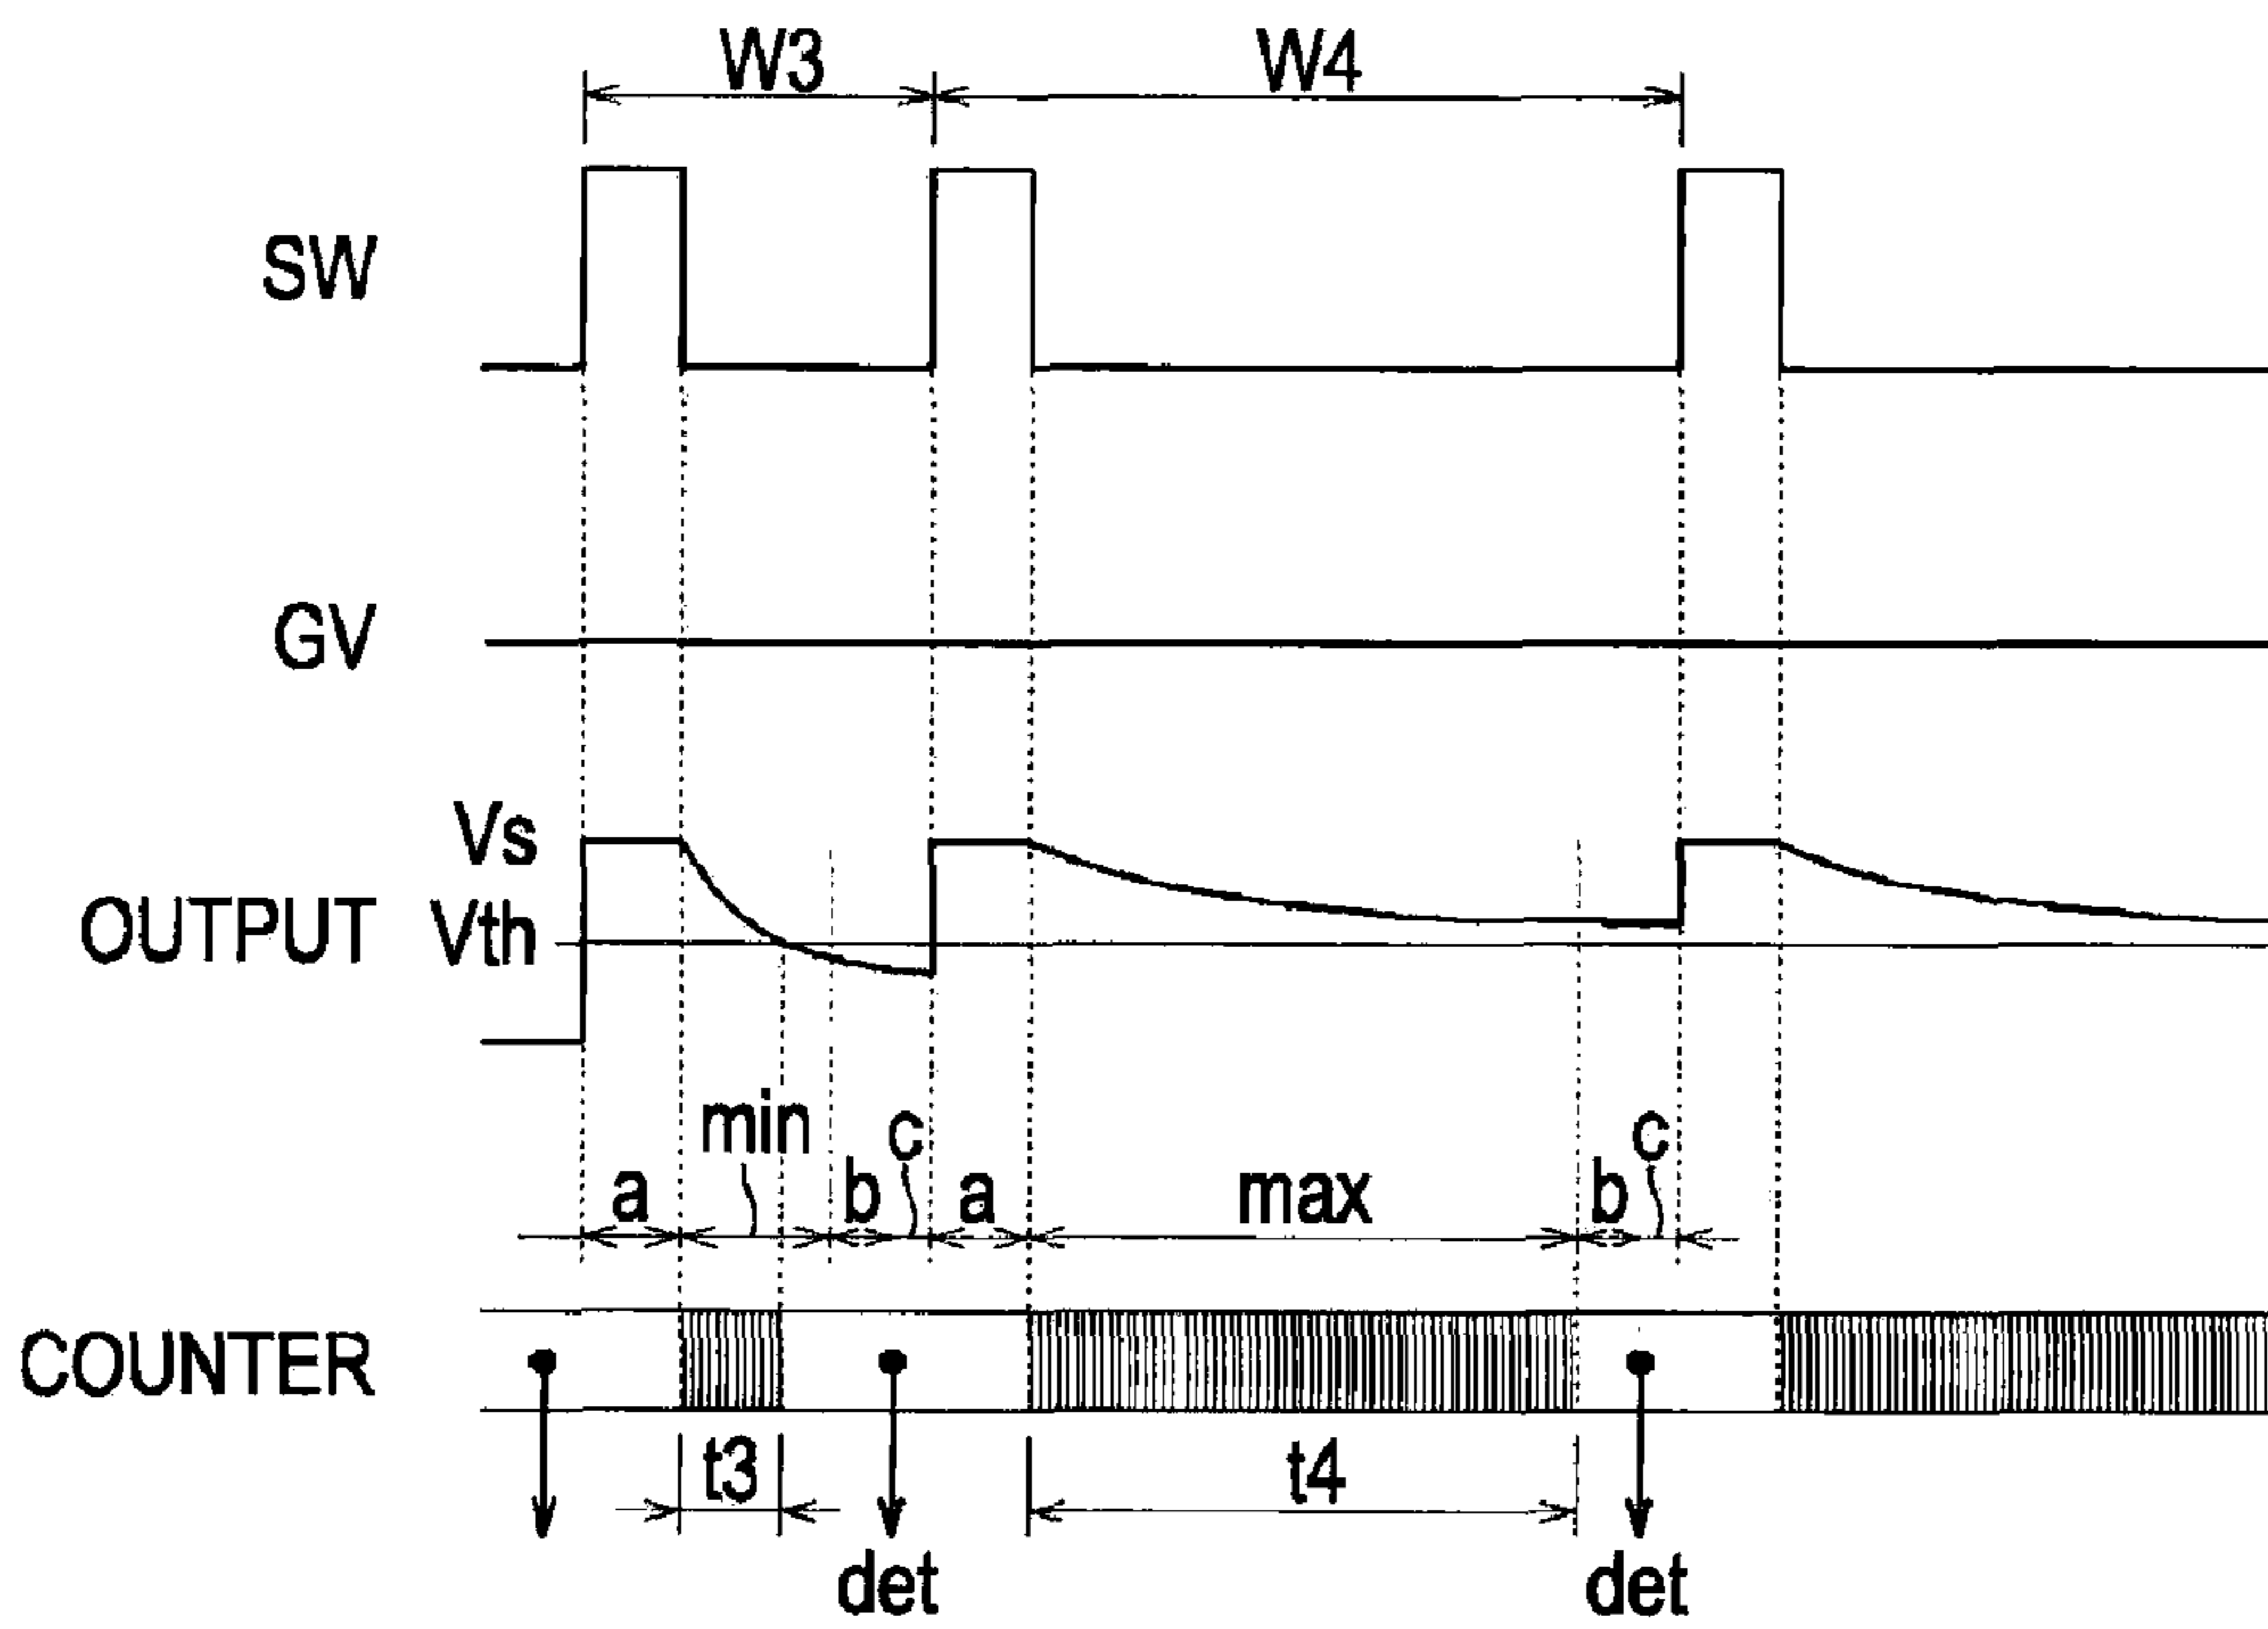 W3 W4
SW
GV
Vs
OUTPUT Vth
min c c
a b a max b
COUNTER
t3 t4
det det